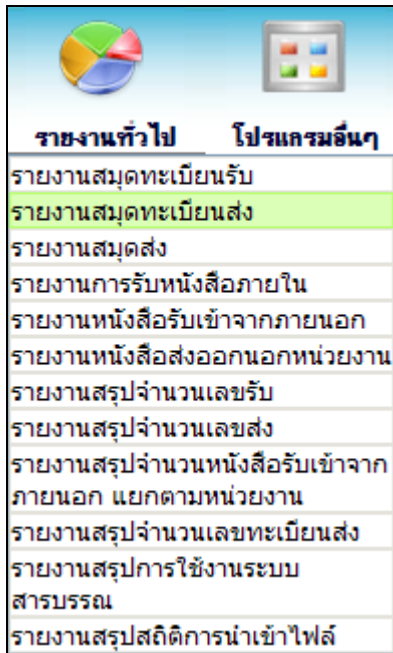 รายงานทั่วไป โปรแกรมอื่นๆ
รายงานสมุดทะเบียนรับ
รายงานสมุดทะเบียนส่ง
รายงานสมุดส่ง
รายงานการรับหนังสือภายใน
รายงานหนังสือรับเข้าจากภายนอก
รายงานหนังสือส่งออกนอกหน่วยงาน
รายงานสรุปจำนวนเลขรับ
รายงานสรุปจำนวนเลขส่ง
รายงานสรุปจำนวนหนังสือรับเข้าจาก
ภายนอก แยกตามหน่วยงาน
รายงานสรุปจำนวนเลขทะเบียนส่ง
รายงานสรุปการใช้งานระบบ
สารบรรณ
รายงานสรุปสถิติการนำเข้าไฟล์